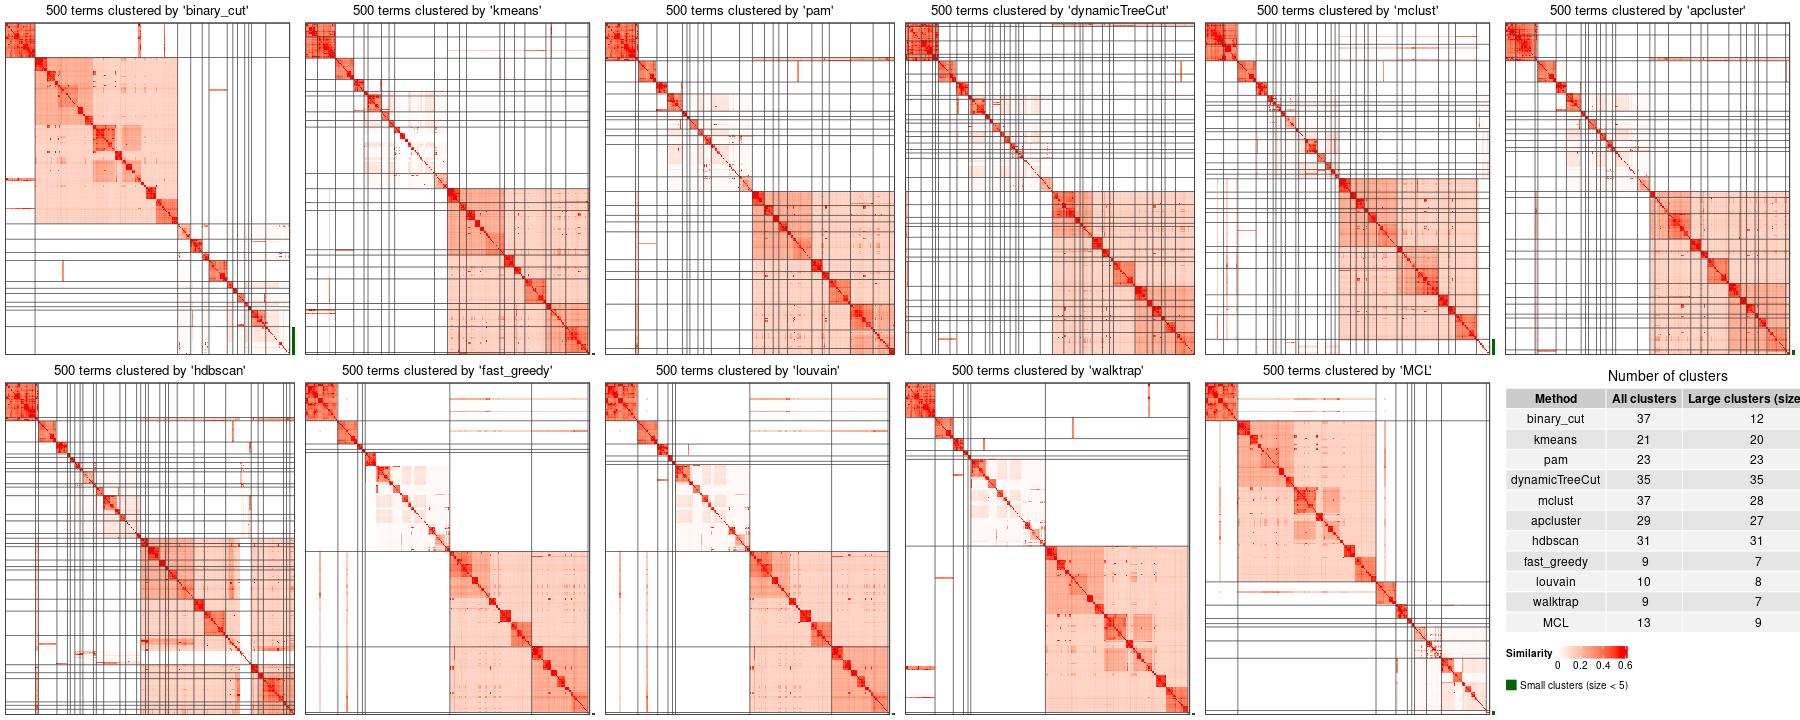 500 terms clustered by 'binary_cut'
500 terms clustered by 'kmeans'
500 terms clustered by 'pam'
500 terms clustered by 'dynamicTreeCut'
500 terms clustered by 'mclust'
500 terms clustered by 'apcluster'
500 terms clustered by 'hdbscan'
500 terms clustered by 'fast_greedy'
500 terms clustered by 'louvain'
500 terms clustered by 'walktrap'
500 terms clustered by 'MCL'
Number of clusters
Method All clusters Large clusters (size
binary_cut 37 12
kmeans 21 20
pam 23 23
dynamicTreeCut 35 35
mclust 37 28
apcluster 29 27
hdbscan 31 31
fast_greedy 9 7
louvain 10 8
walktrap 9 7
MCL 13 9
Similarity
0 0.2 0.4 0.6
Small clusters (size < 5)